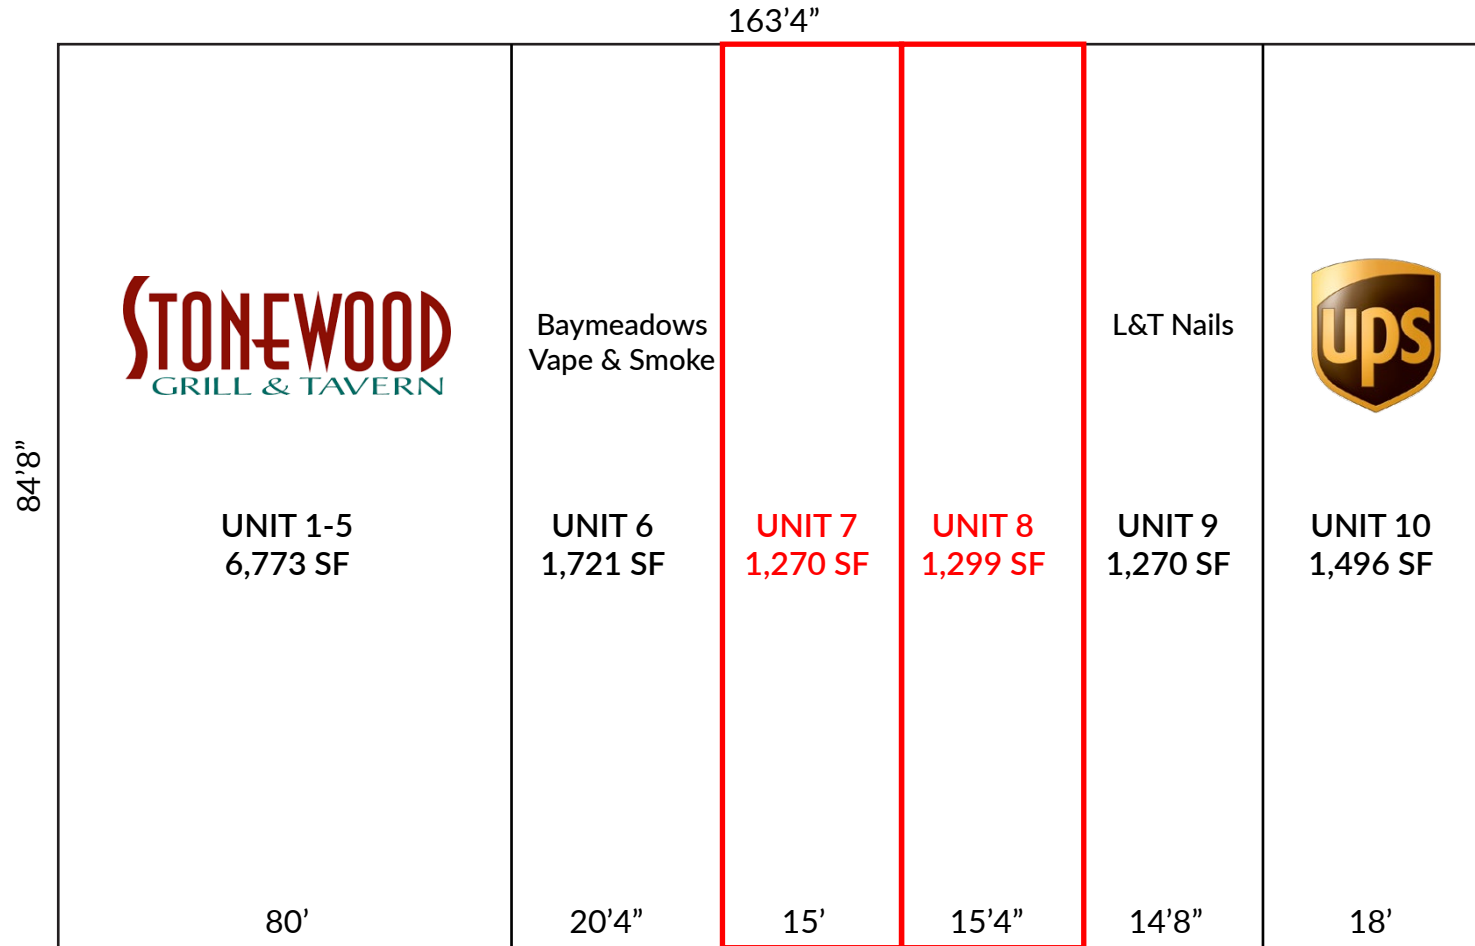 163’4”
STONEWOOD
GRILL & TAVERN
Baymeadows
Vape & Smoke
L&T Nails
ups
84’8”
UNIT 1-5
6,773 SF
UNIT 6
1,721 SF
UNIT 7
1,270 SF
UNIT 8
1,299 SF
UNIT 9
1,270 SF
UNIT 10
1,496 SF
80’
20’4”
15’
15’4”
14’8”
18’